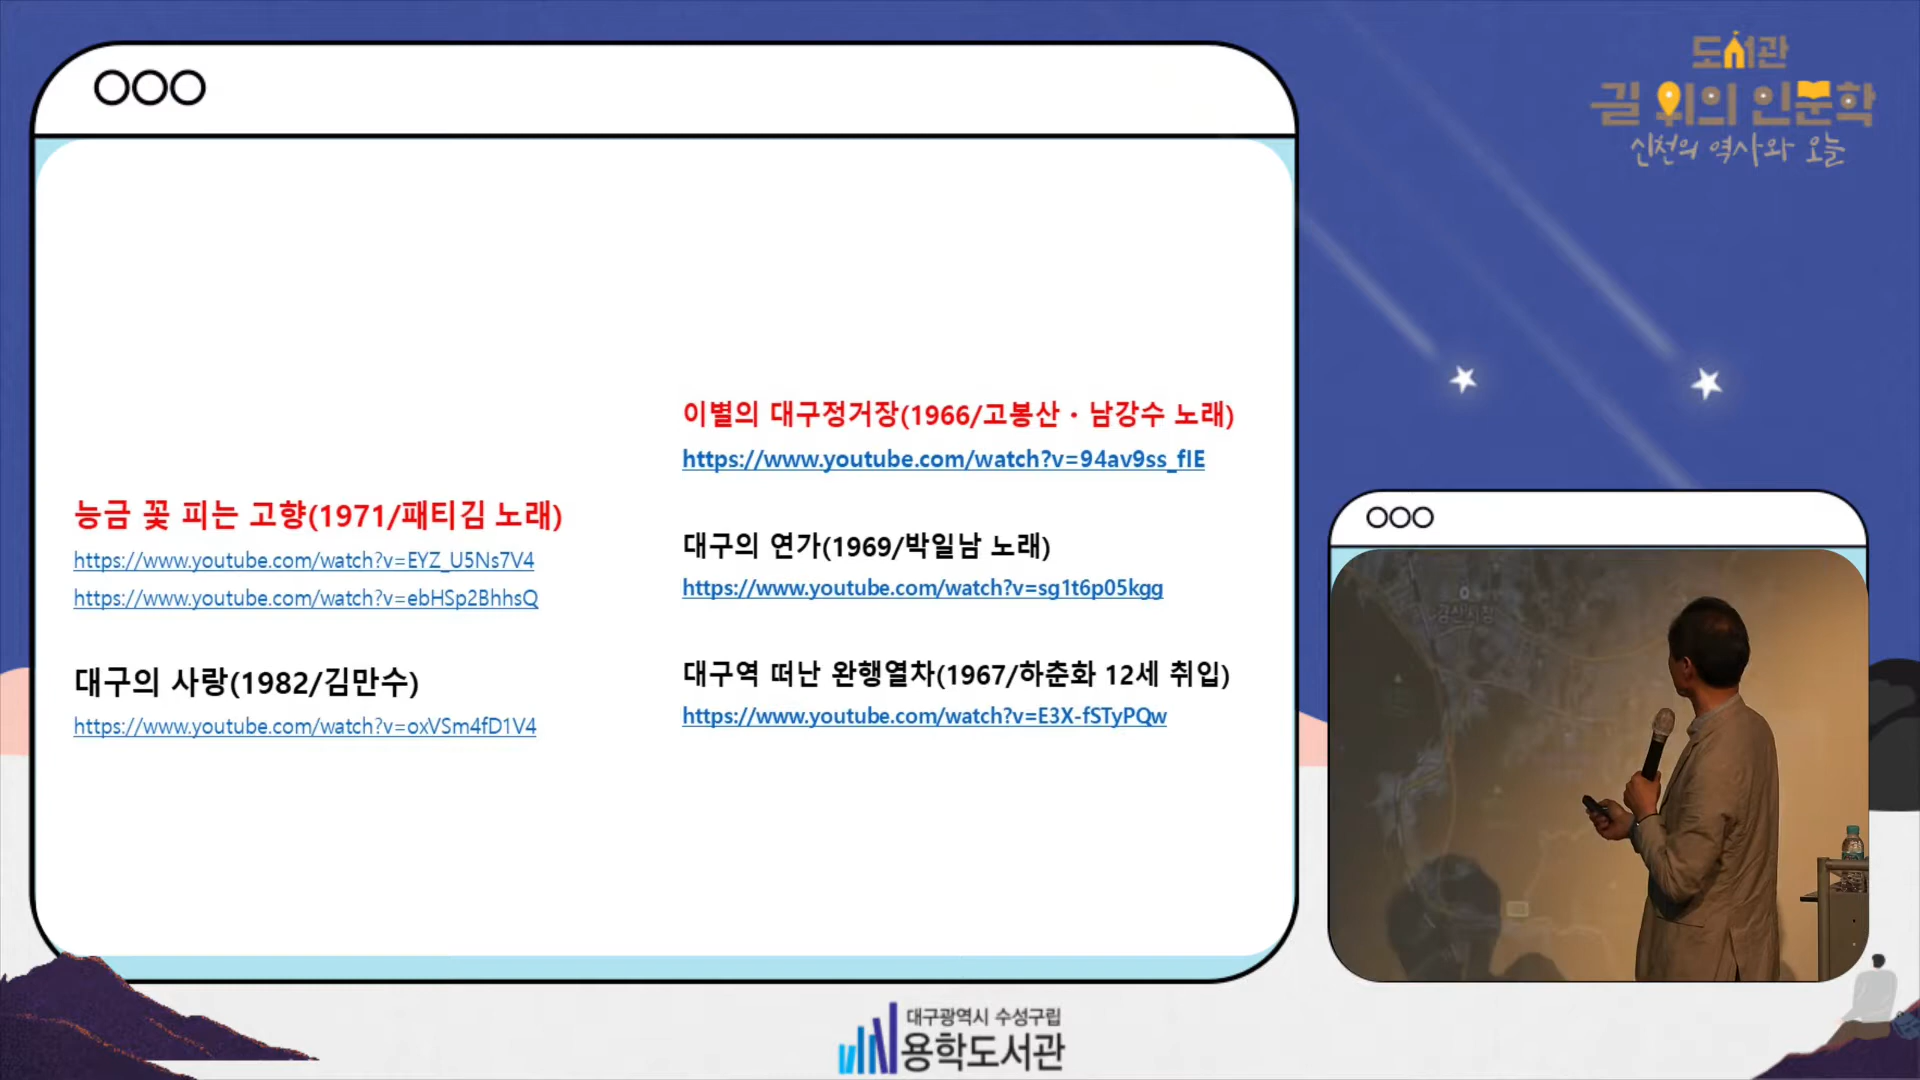 도서관
길 위의 인문학
신천의 역사와 오늘
능금 꽃 피는 고향(1971/패티김 노래)
https://www.youtube.com/watch?v=EYZ_U5Ns7V4
https://www.youtube.com/watch?v=ebHSp2BhhsQ
대구의 사랑(1982/김만수)
https://www.youtube.com/watch?v=oxVSm4fD1V4
이별의 대구정거장(1966/고봉산 · 남강수 노래)
https://www.youtube.com/watch?v=94av9ss_fIE
대구의 연가(1969/박일남 노래)
https://www.youtube.com/watch?v=sg1t6p05kgg
대구역 떠난 완행열차(1967/하춘화 12세 취입)
https://www.youtube.com/watch?v=E3X-fSTyPQw
경산시청
대구광역시 수성구립
용학도서관